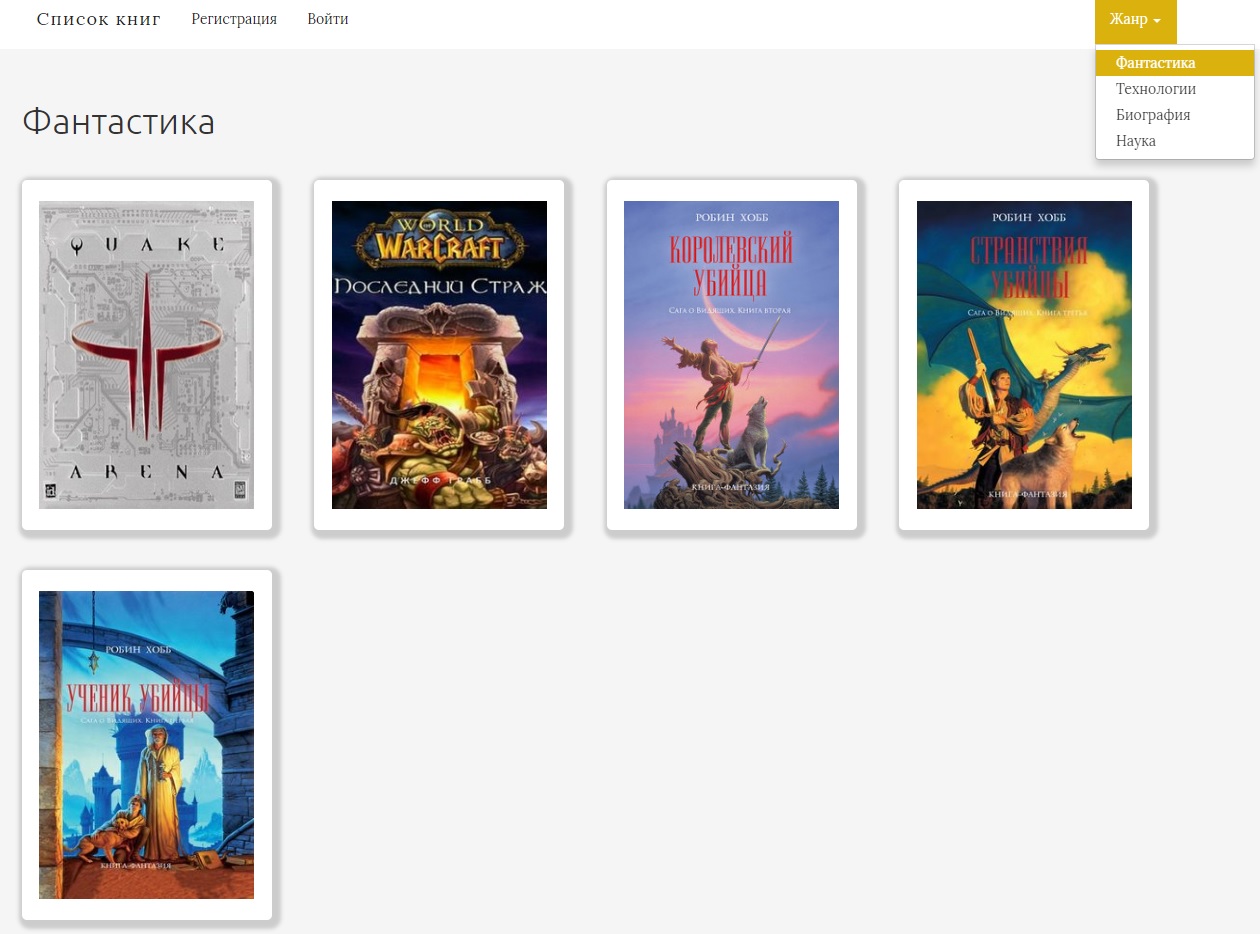 Список книг Регистрация Войти Жанр
Фантастика
Технологии
Биография
Наука
Фантастика
QUAKE
ARENA
WORLD
WARCRAFT
Последний Страж
ДЖЕФФ ГРАББ
РОБИН ХОББ
КОРОЛЕВСКИЙ
УБИЙЦА
Сага о Видящих. Книга вторая
КНИГА-ФАНТАЗИЯ
РОБИН ХОББ
СТРАНСТВИЯ
УБИЙЦЫ
Сага о Видящих. Книга третья
КНИГА-ФАНТАЗИЯ
РОБИН ХОББ
УЧЕНИК УБИЙЦЫ
Сага о Видящих. Книга первая
КНИГА-ФАНТАЗИЯ